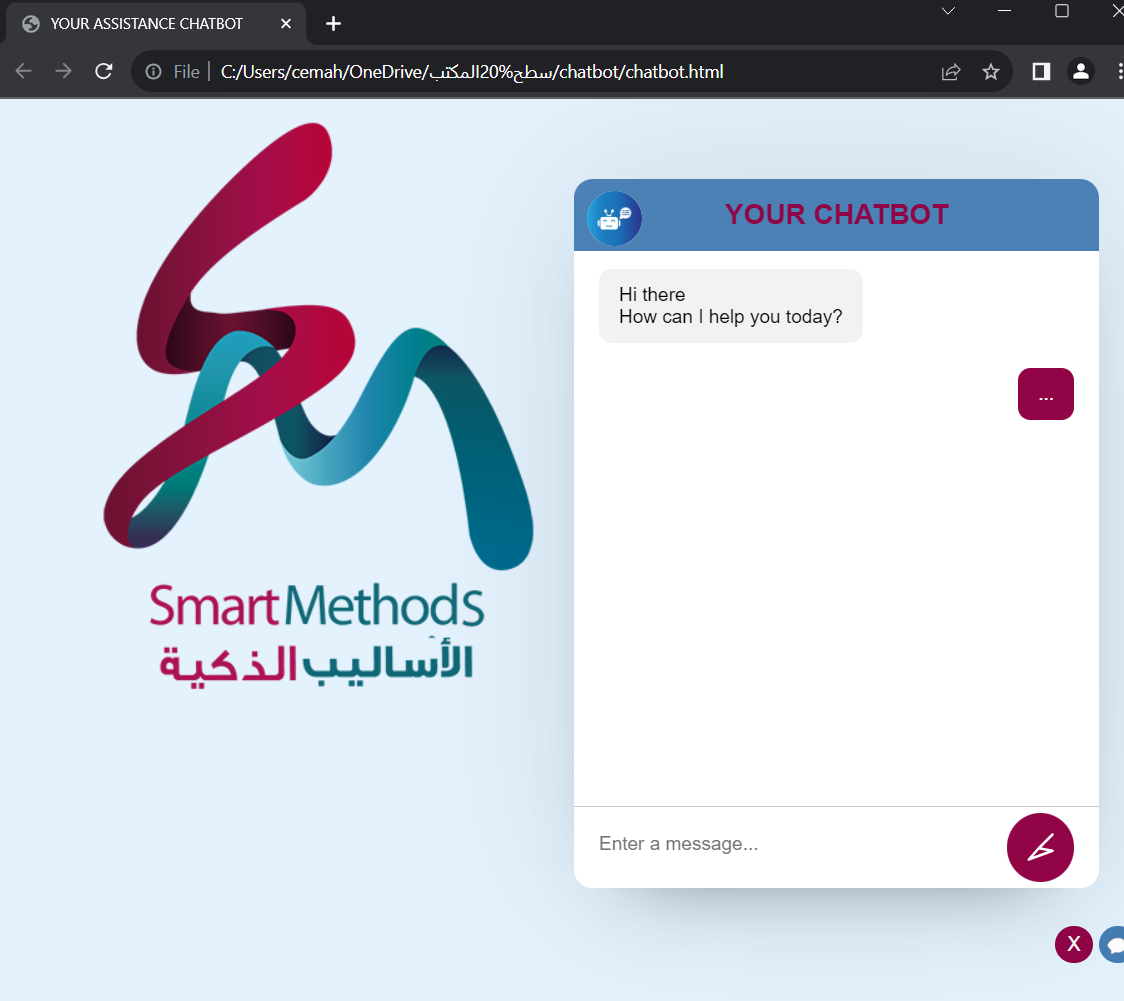 YOUR ASSISTANCE CHATBOT
File | C:/Users/cemah/OneDrive/سطح%20المكتب/chatbot/chatbot.html
YOUR CHATBOT
Hi there
How can I help you today?
...
SmartMethods
الأساليب الذكية
Enter a message...
X